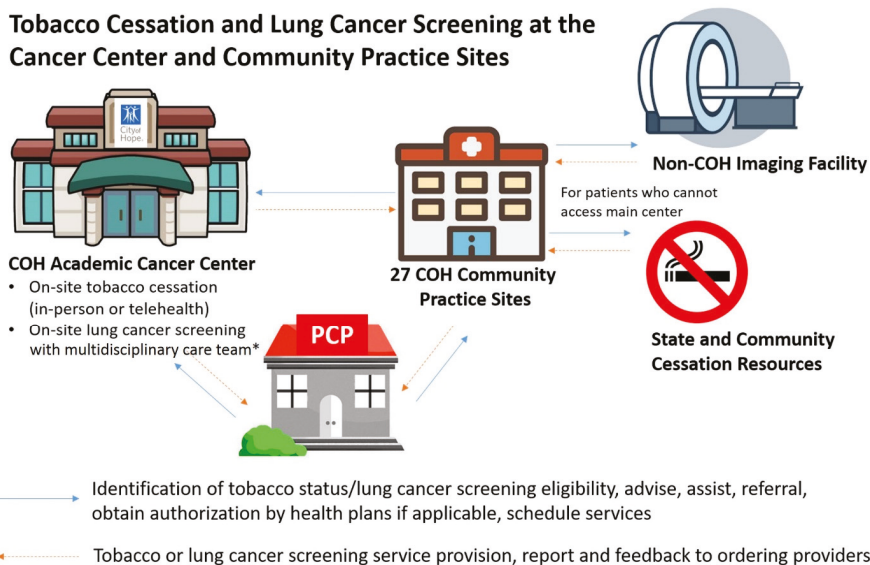 Tobacco Cessation and Lung Cancer Screening at the
Cancer Center and Community Practice Sites
City of
Hope.
Non-COH Imaging Facility
For patients who cannot
access main center
COH Academic Cancer Center
• On-site tobacco cessation
(in-person or telehealth)
• On-site lung cancer screening
with multidisciplinary care team*
27 COH Community
Practice Sites
PCP
State and Community
Cessation Resources
Identification of tobacco status/lung cancer screening eligibility, advise, assist, referral,
obtain authorization by health plans if applicable, schedule services
Tobacco or lung cancer screening service provision, report and feedback to ordering providers